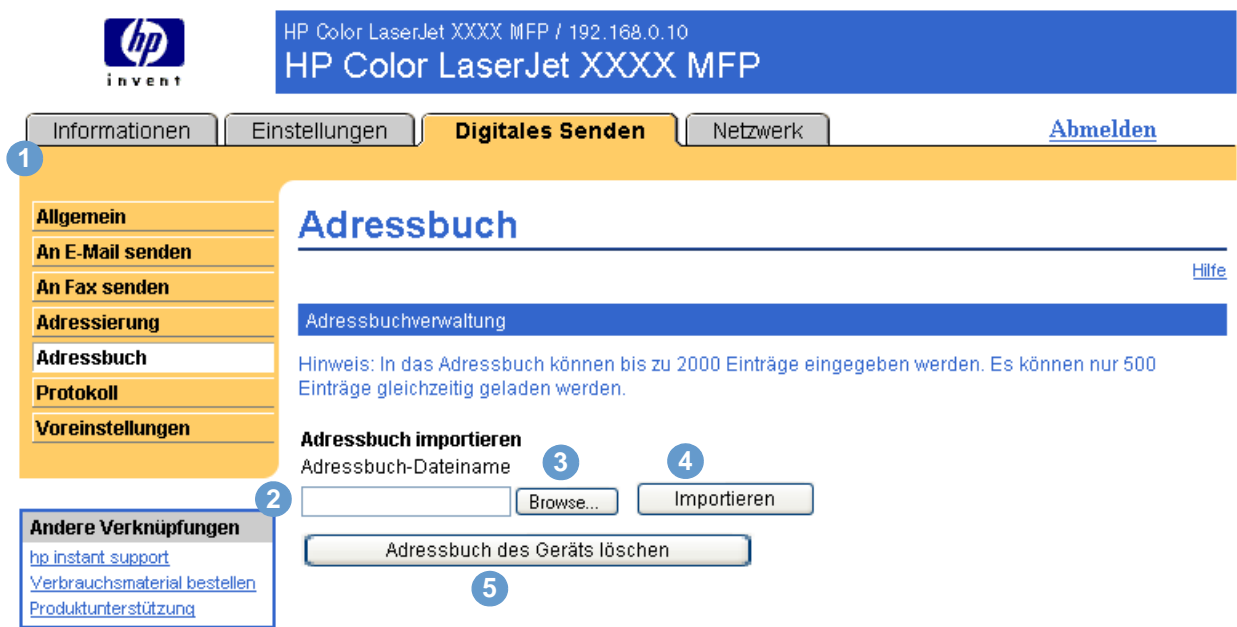 hp
invent
HP Color LaserJet XXXX MFP / 192.168.0.10
HP Color LaserJet XXXX MFP
Informationen
Einstellungen
Digitales Senden
Netzwerk
Abmelden
1
Allgemein
An E-Mail senden
An Fax senden
Adressierung
Adressbuch
Protokoll
Voreinstellungen
Andere Verknüpfungen
hp instant support
Verbrauchsmaterial bestellen
Produktunterstützung
Adressbuch
Hilfe
Adressbuchverwaltung
Hinweis: In das Adressbuch können bis zu 2000 Einträge eingegeben werden. Es können nur 500
Einträge gleichzeitig geladen werden.
Adressbuch importieren
Adressbuch-Dateiname
3
4
2
Browse...
Importieren
Adressbuch des Geräts löschen
5